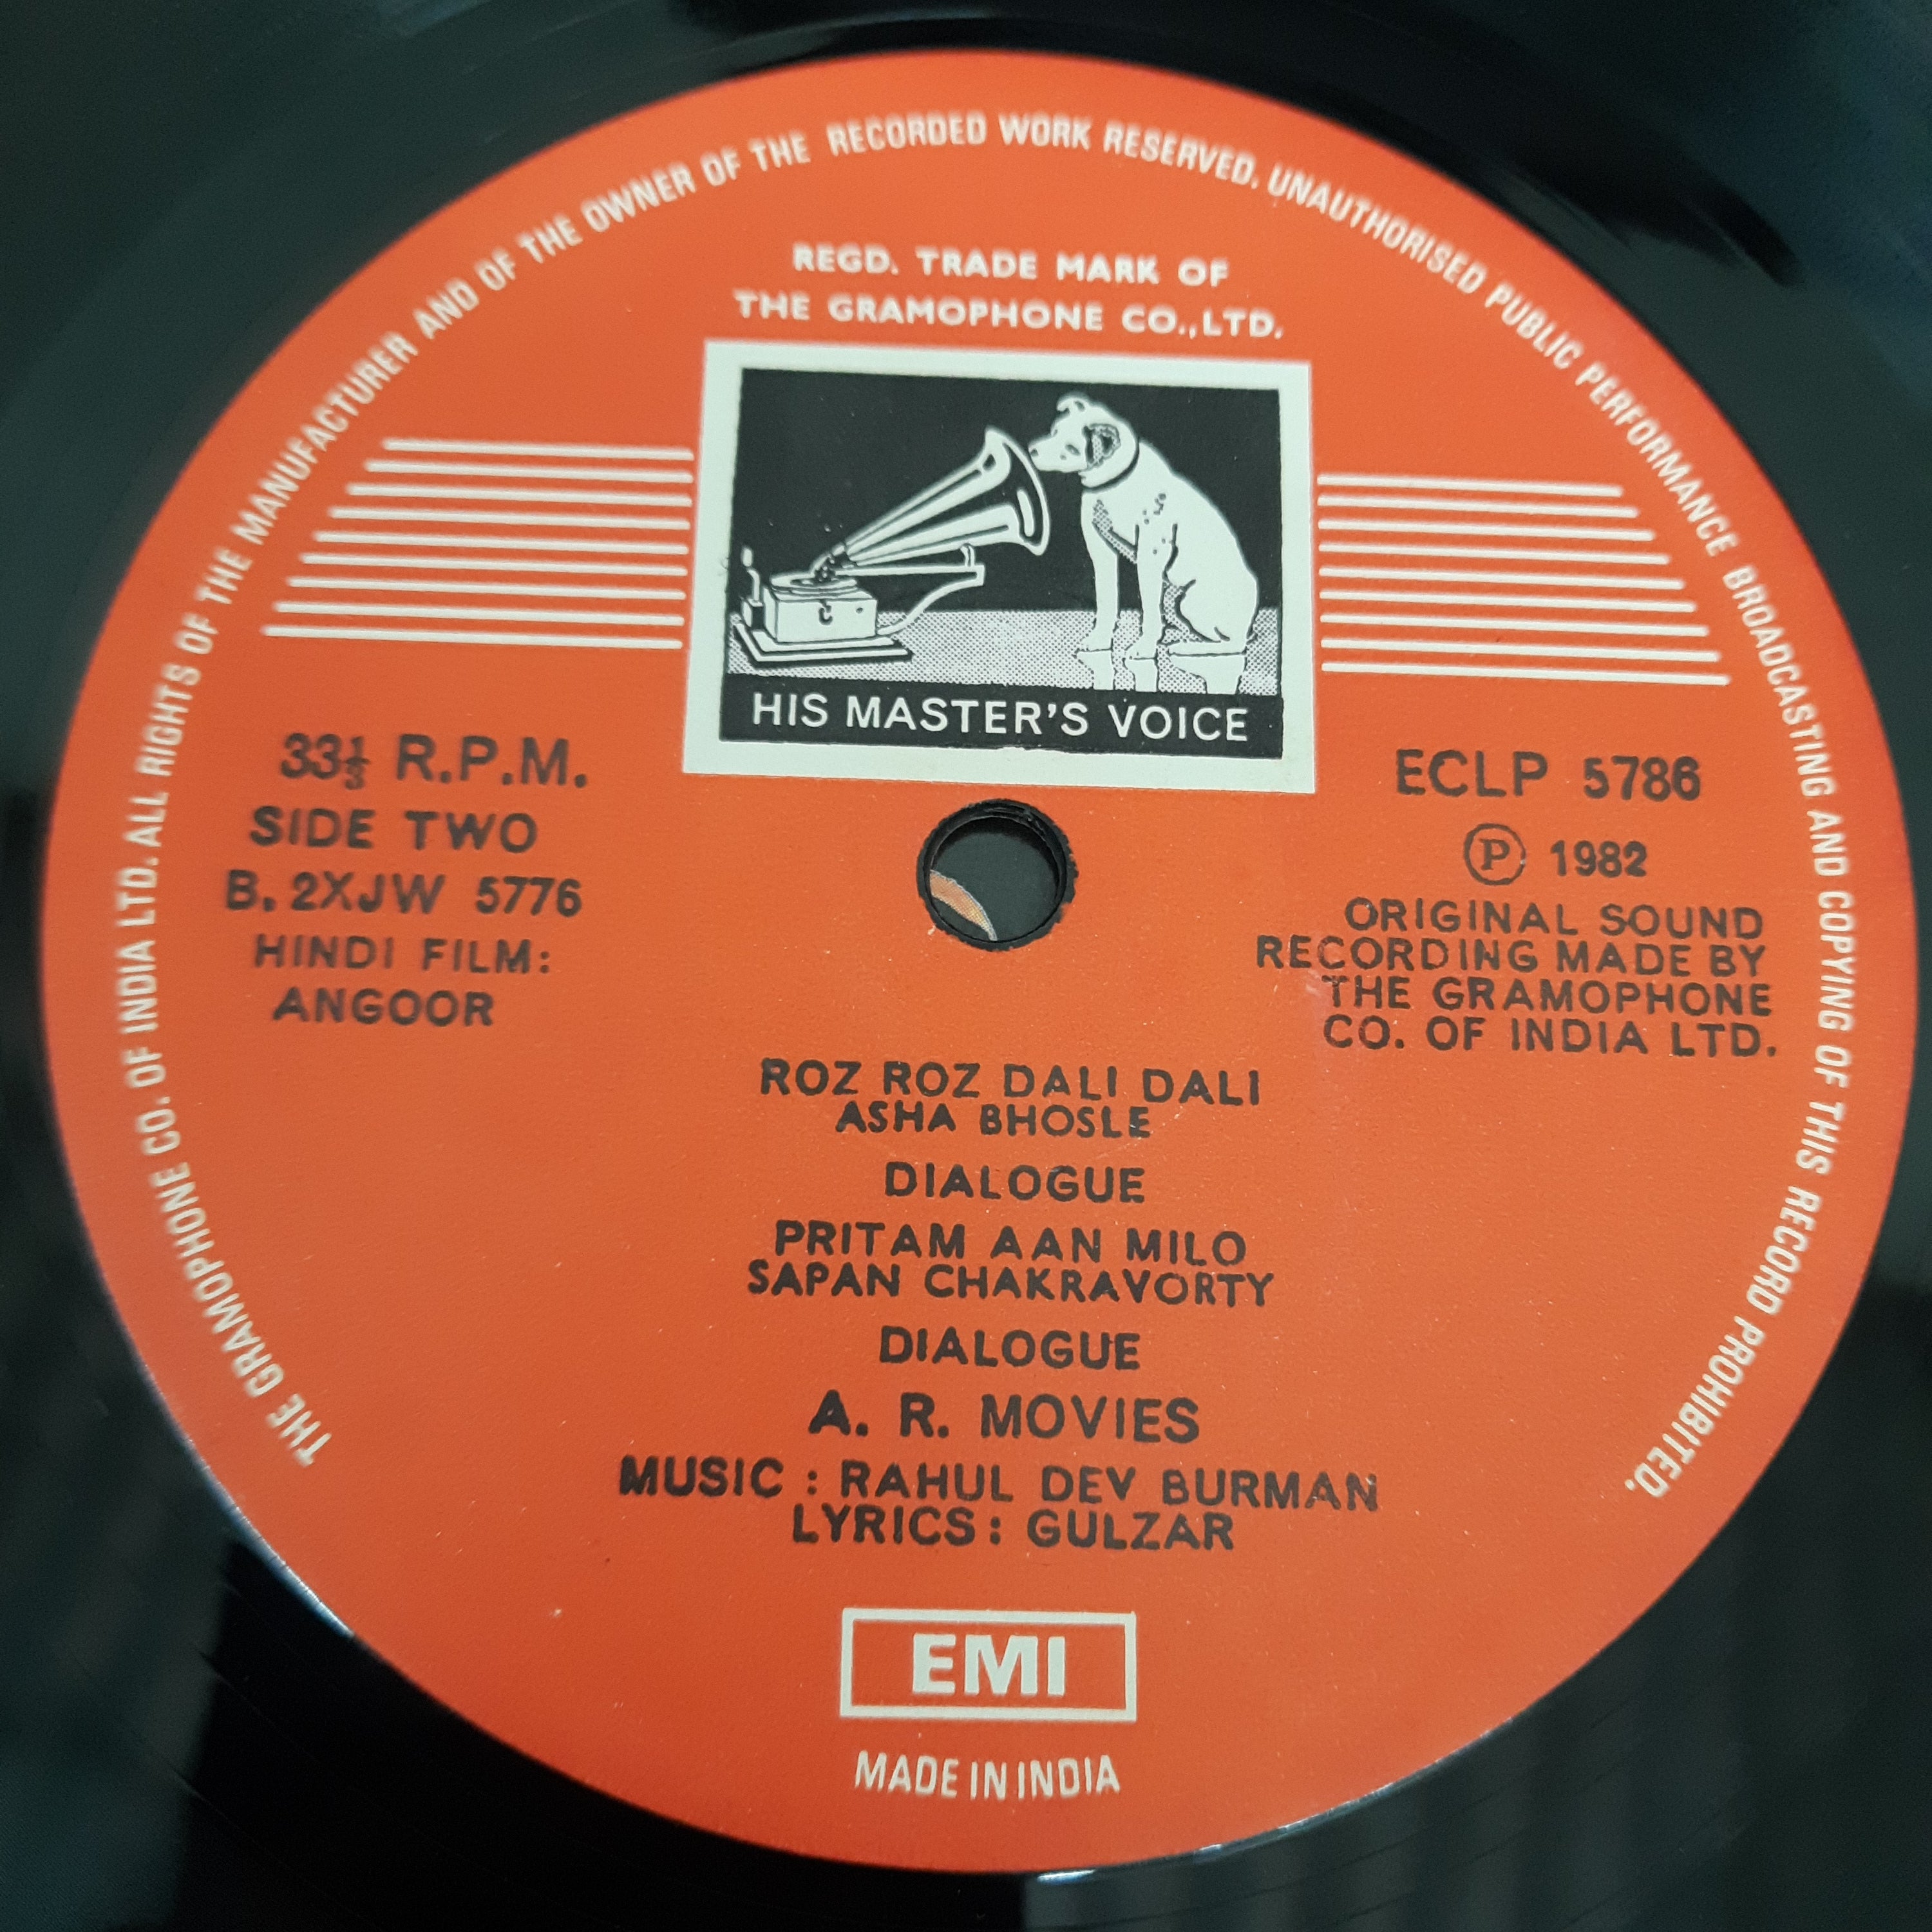 THE GRAMOPHONE CO. OF INDIA LTD. ALL RIGHTS OF THE MANUFACTURER AND OF THE OWNER OF THE RECORDED WORK RESERVED. UNAUTHORISED PUBLIC PERFORMANCE BROADCASTING AND COPYING OF THIS RECORD PROHIBITED.
REGD. TRADE MARK OF
THE GRAMOPHONE CO.,LTD.
HIS MASTER'S VOICE
33⅓ R.P.M.
SIDE TWO
B. 2XJW 5776
HINDI FILM:
ANGOOR
ECLP 5786
℗ 1982
ORIGINAL SOUND
RECORDING MADE BY
THE GRAMOPHONE
CO. OF INDIA LTD.
ROZ ROZ DALI DALI
ASHA BHOSLE
DIALOGUE
PRITAM AAN MILO
SAPAN CHAKRAVORTY
DIALOGUE
A. R. MOVIES
MUSIC : RAHUL DEV BURMAN
LYRICS : GULZAR
EMI
MADE IN INDIA